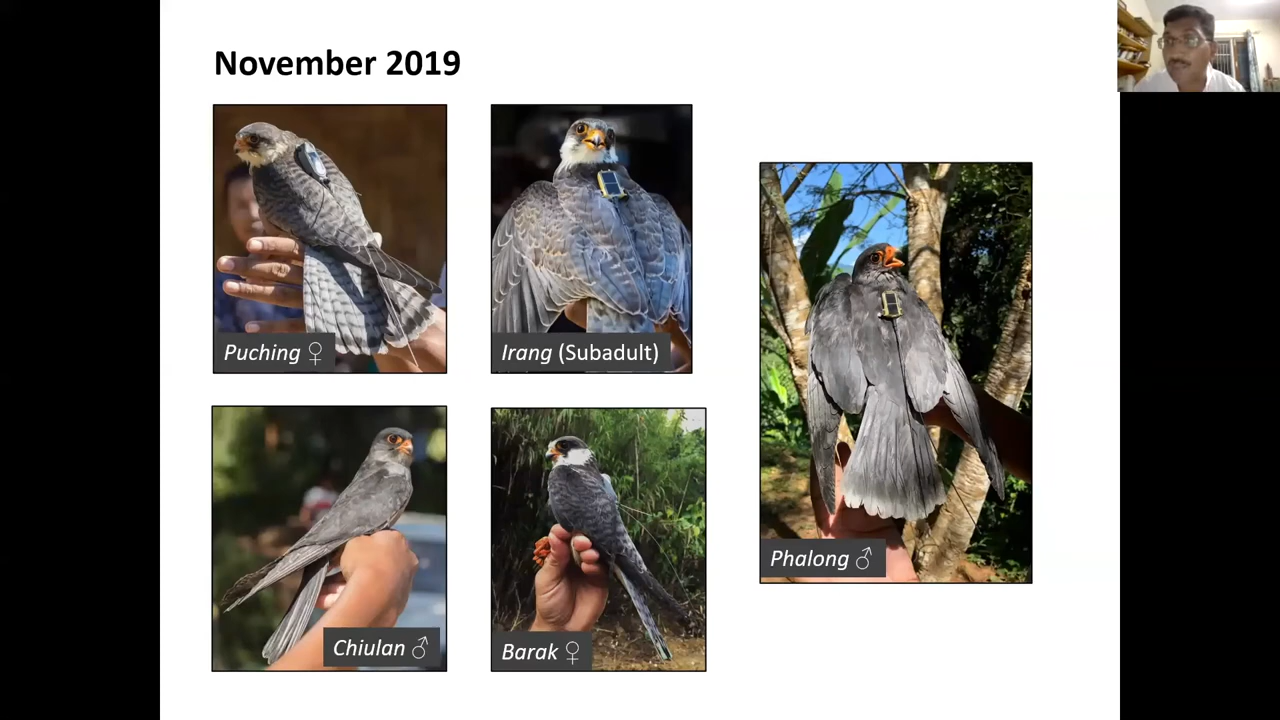 November 2019
Puching ♀
Irang (Subadult)
Phalong ♂
Chiulan ♂
Barak ♀